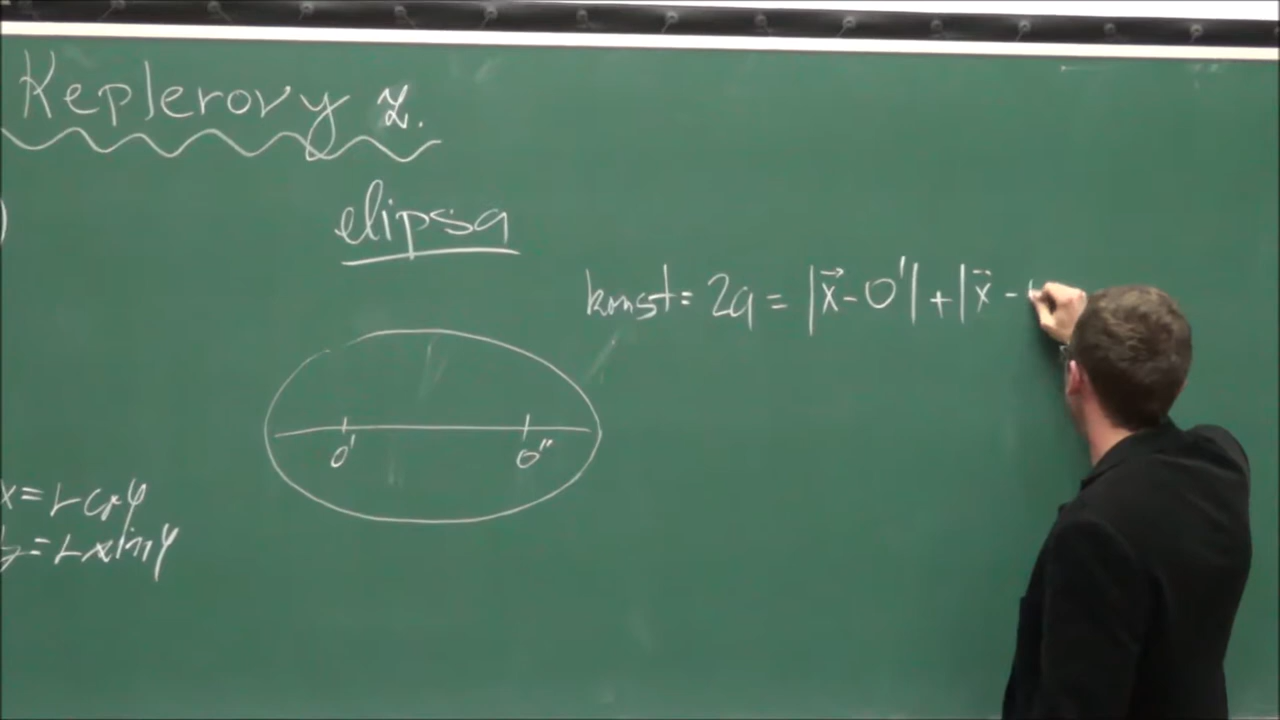 Keplerovy z.
)
elipsa
konst = 2a = |x⃗ - O'| + |x⃗ -
O' O''
x = r cos φ
y = r sin φ